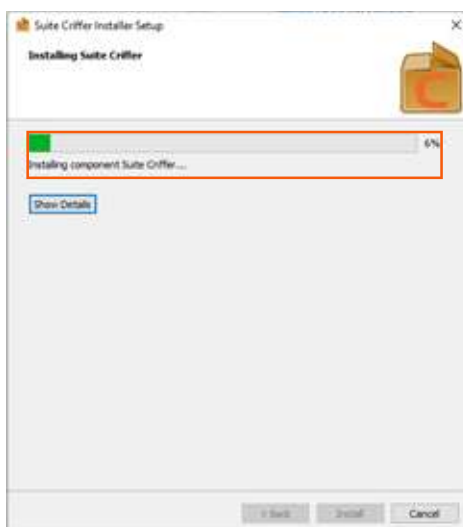 Suite Criffer Installer Setup
Installing Suite Criffer
C
6%
Installing component Suite Criffer...
Show Details
< Back Install Cancel